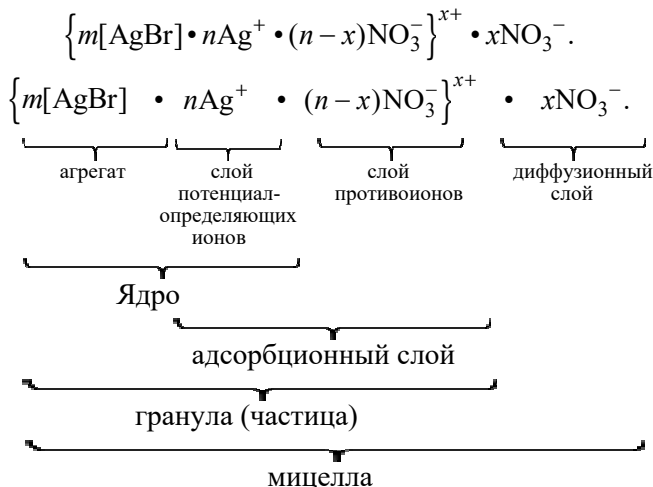 {m[AgBr] • nAg⁺ • (n − x)NO₃⁻}ˣ⁺ • xNO₃⁻.
{m[AgBr] • nAg⁺ • (n − x)NO₃⁻}ˣ⁺ • xNO₃⁻.
агрегат слой слой диффузионный
потенциал- противоионов слой
определяющих
ионов
Ядро
адсорбционный слой
гранула (частица)
мицелла